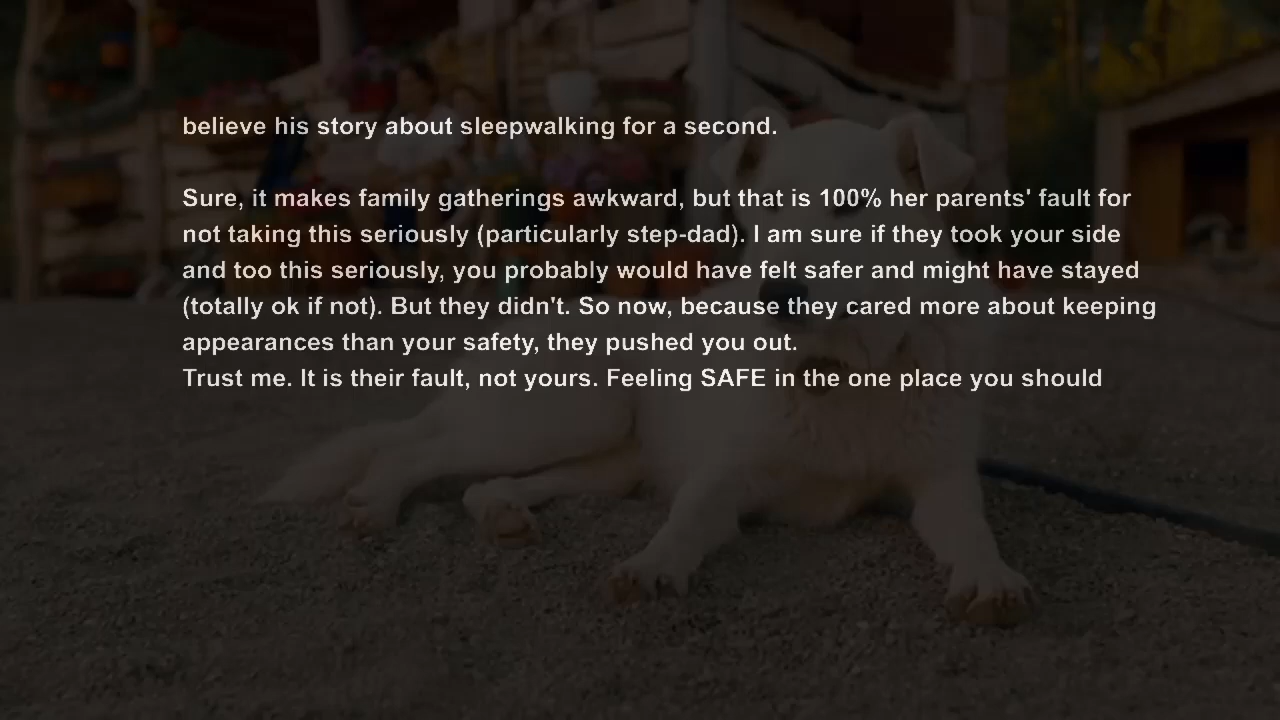 believe his story about sleepwalking for a second.
Sure, it makes family gatherings awkward, but that is 100% her parents' fault for
not taking this seriously (particularly step-dad). I am sure if they took your side
and too this seriously, you probably would have felt safer and might have stayed
(totally ok if not). But they didn't. So now, because they cared more about keeping
appearances than your safety, they pushed you out.
Trust me. It is their fault, not yours. Feeling SAFE in the one place you should